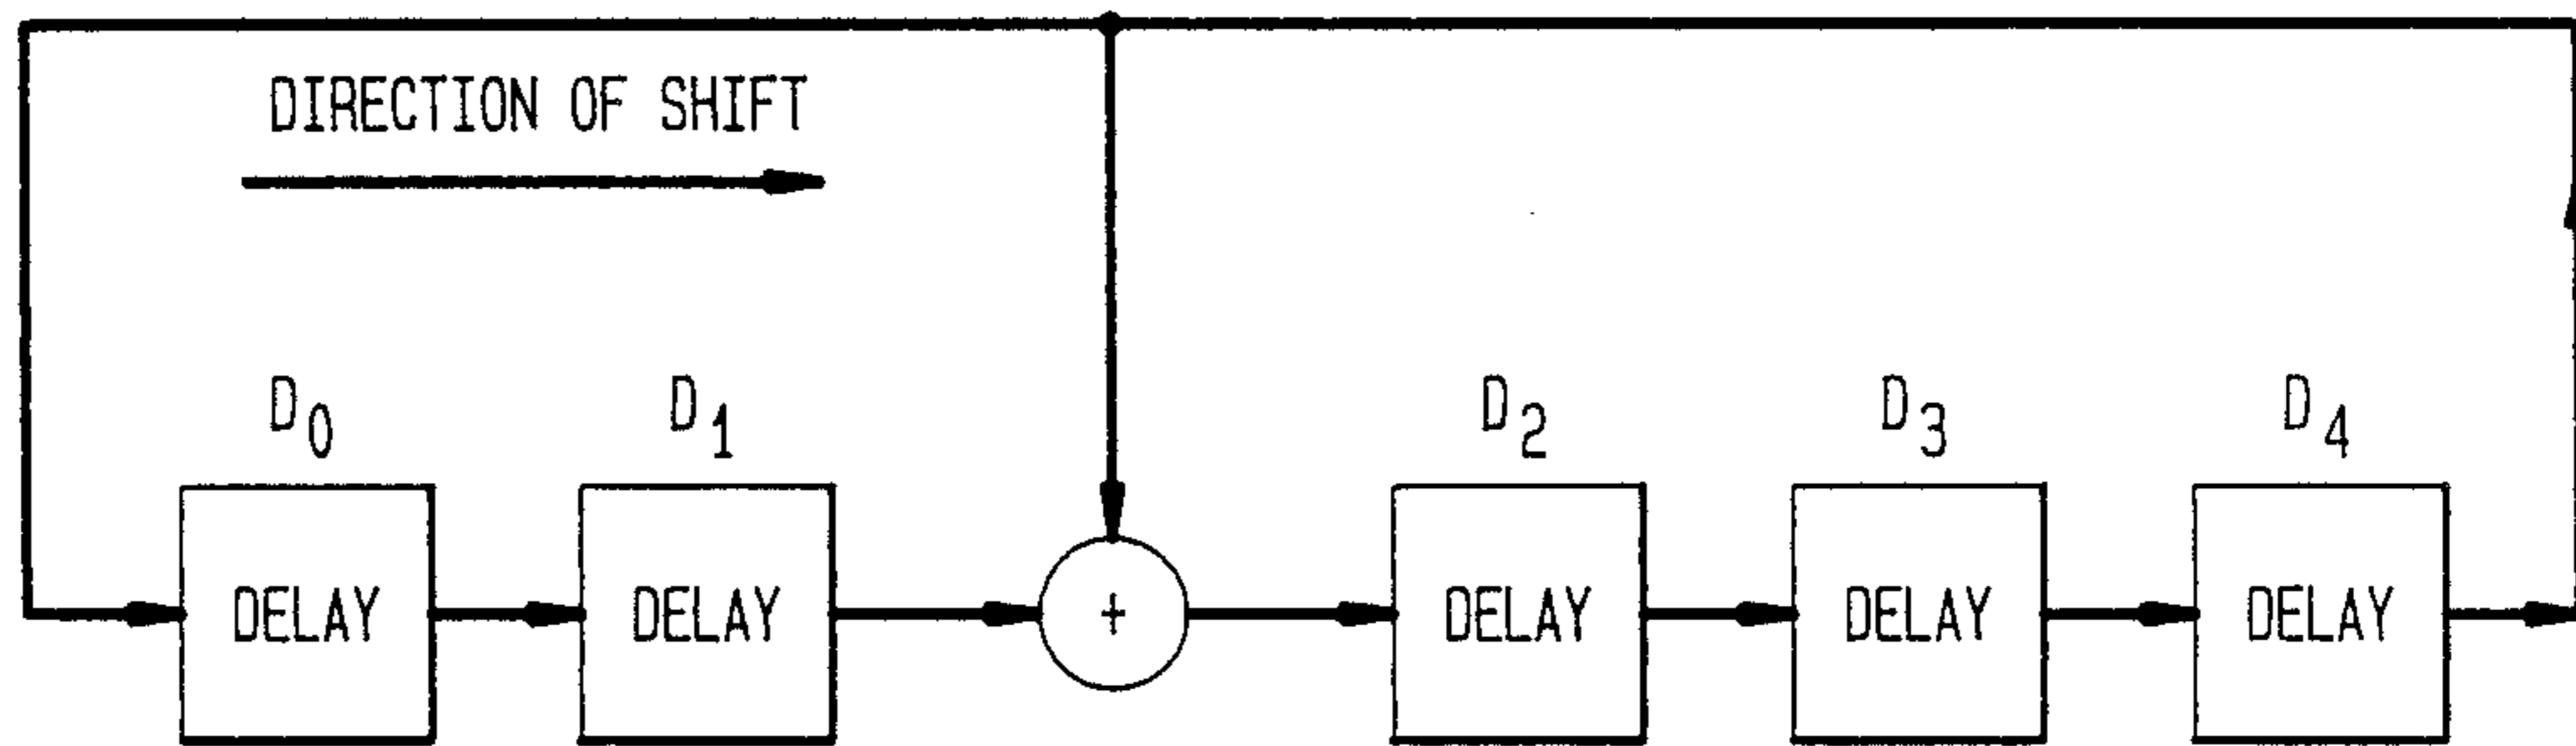 DIRECTION OF SHIFT
D0 D1 D2 D3 D4
DELAY DELAY + DELAY DELAY DELAY